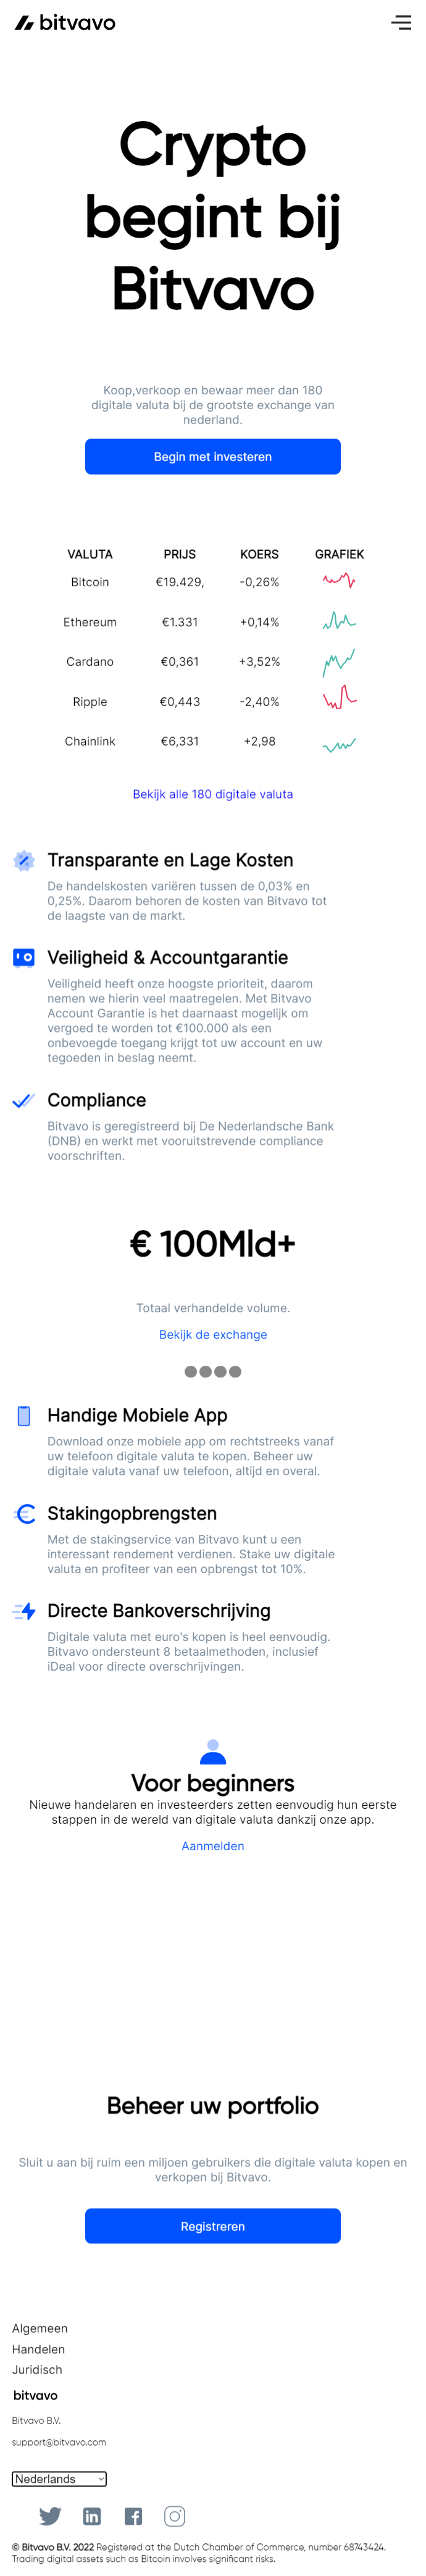 bitvavo
Crypto
begint bij
Bitvavo
Koop,verkoop en bewaar meer dan 180
digitale valuta bij de grootste exchange van
nederland.
Begin met investeren
VALUTA PRIJS KOERS GRAFIEK
Bitcoin €19.429, -0,26%
Ethereum €1.331 +0,14%
Cardano €0,361 +3,52%
Ripple €0,443 -2,40%
Chainlink €6,331 +2,98
Bekijk alle 180 digitale valuta
Transparante en Lage Kosten
De handelskosten variëren tussen de 0,03% en
0,25%. Daarom behoren de kosten van Bitvavo tot
de laagste van de markt.
Veiligheid & Accountgarantie
Veiligheid heeft onze hoogste prioriteit, daarom
nemen we hierin veel maatregelen. Met Bitvavo
Account Garantie is het daarnaast mogelijk om
vergoed te worden tot €100.000 als een
onbevoegde toegang krijgt tot uw account en uw
tegoeden in beslag neemt.
Compliance
Bitvavo is geregistreerd bij De Nederlandsche Bank
(DNB) en werkt met vooruitstrevende compliance
voorschriften.
€ 100Mld+
Totaal verhandelde volume.
Bekijk de exchange
Handige Mobiele App
Download onze mobiele app om rechtstreeks vanaf
uw telefoon digitale valuta te kopen. Beheer uw
digitale valuta vanaf uw telefoon, altijd en overal.
Stakingopbrengsten
Met de stakingservice van Bitvavo kunt u een
interessant rendement verdienen. Stake uw digitale
valuta en profiteer van een opbrengst tot 10%.
Directe Bankoverschrijving
Digitale valuta met euro's kopen is heel eenvoudig.
Bitvavo ondersteunt 8 betaalmethoden, inclusief
iDeal voor directe overschrijvingen.
Voor beginners
Nieuwe handelaren en investeerders zetten eenvoudig hun eerste
stappen in de wereld van digitale valuta dankzij onze app.
Aanmelden
Beheer uw portfolio
Sluit u aan bij ruim een miljoen gebruikers die digitale valuta kopen en
verkopen bij Bitvavo.
Registreren
Algemeen
Handelen
Juridisch
bitvavo
Bitvavo B.V.
support@bitvavo.com
Nederlands
© Bitvavo B.V. 2022 Registered at the Dutch Chamber of Commerce, number 68743424.
Trading digital assets such as Bitcoin involves significant risks.